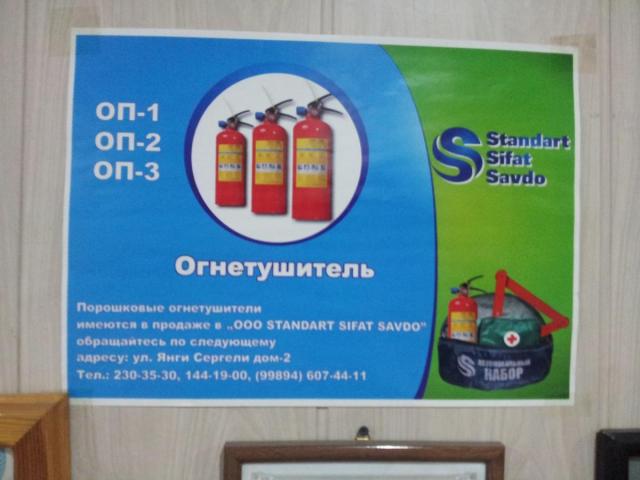 ОП-1
ОП-2
ОП-3
Standart
Sifat
Savdo
Огнетушитель
Порошковые огнетушители
имеются в продаже в „ООО STANDART SIFAT SAVDO"
обращайтесь по следующему
адресу: ул. Янги Сергели дом-2
Тел.: 230-35-30, 144-19-00, (99894) 607-44-11
НАБОР